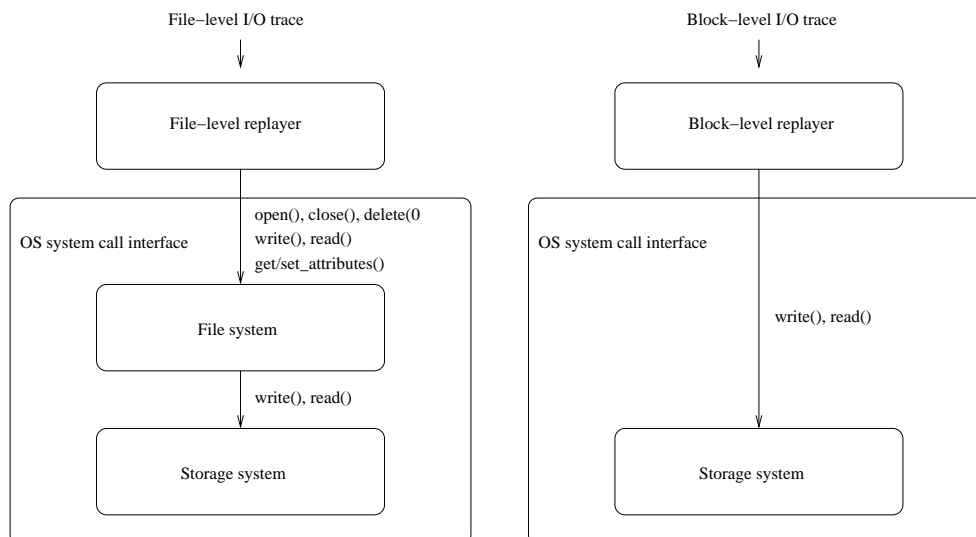 File−level I/O trace
File−level replayer
OS system call interface
open(), close(), delete(0
write(), read()
get/set_attributes()
File system
write(), read()
Storage system
Block−level I/O trace
Block−level replayer
OS system call interface
write(), read()
Storage system